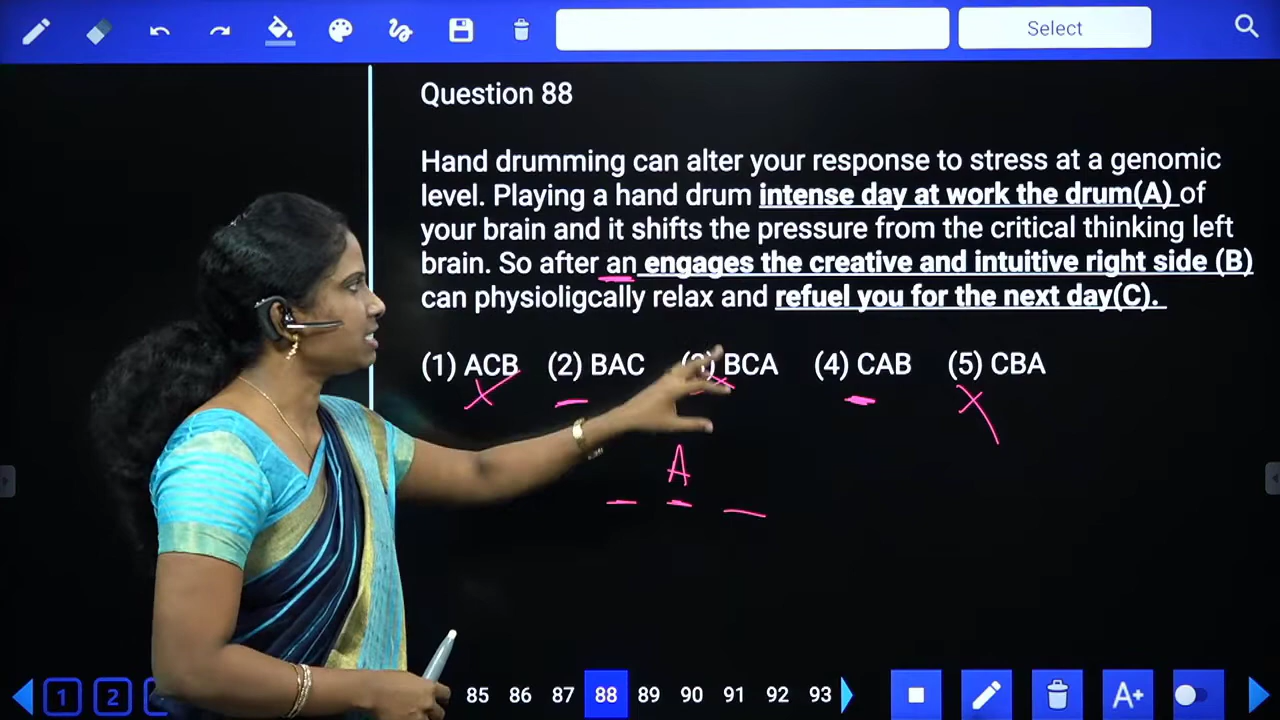 Select
Question 88
Hand drumming can alter your response to stress at a genomic
level. Playing a hand drum intense day at work the drum(A) of
your brain and it shifts the pressure from the critical thinking left
brain. So after an engages the creative and intuitive right side (B)
can physioligcally relax and refuel you for the next day(C).
(1) ACB (2) BAC (3) BCA (4) CAB (5) CBA
A
1 2 85 86 87 88 89 90 91 92 93 A+